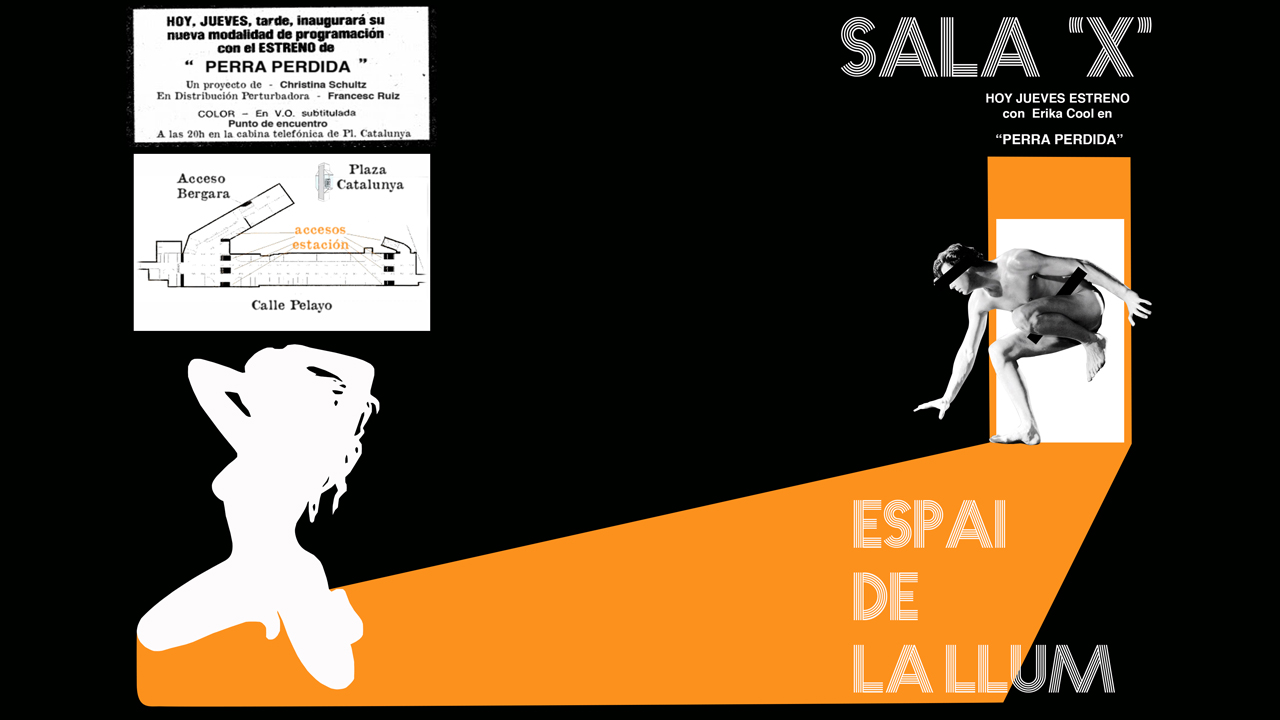 HOY, JUEVES, tarde, inaugurará su
nueva modalidad de programación
con el ESTRENO de
“ PERRA PERDIDA ”
Un proyecto de - Christina Schultz
En Distribución Perturbadora - Francesc Ruiz
COLOR – En V.O. subtitulada
Punto de encuentro
A las 20h en la cabina telefónica de Pl. Catalunya
Acceso
Bergara
Plaza
Catalunya
accesos
estación
Calle Pelayo
SALA “X”
HOY JUEVES ESTRENO
con Erika Cool en
“PERRA PERDIDA”
ESPAI
DE
LA LLUM